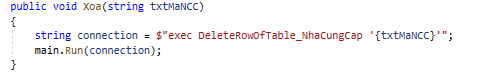 public void Xoa(string txtMaNCC)
{
string connection = $"exec DeleteRowOfTable_NhaCungCap '{txtMaNCC}'";
main.Run(connection);
}